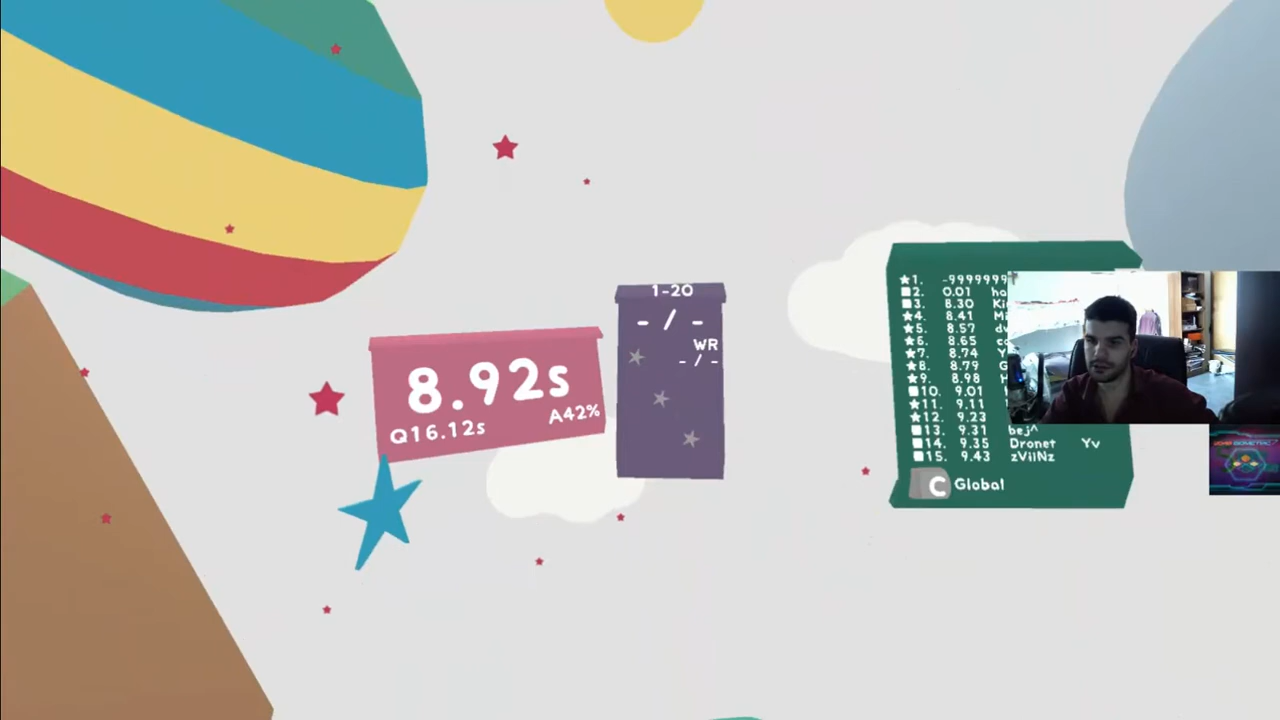 8.92s
Q16.12s
A42%
1-20
- / -
WR
- / -
1. -9999999
2. 0.01 ha
3. 8.30
4. 8.41
5. 8.57
6. 8.65
7. 8.74 Y
8. 8.79 G
9. 8.98 H
10. 9.01
11. 9.11
12. 9.23
13. 9.31 bej^
14. 9.35 Dronet Yv
15. 9.43 zViiNz
C Global